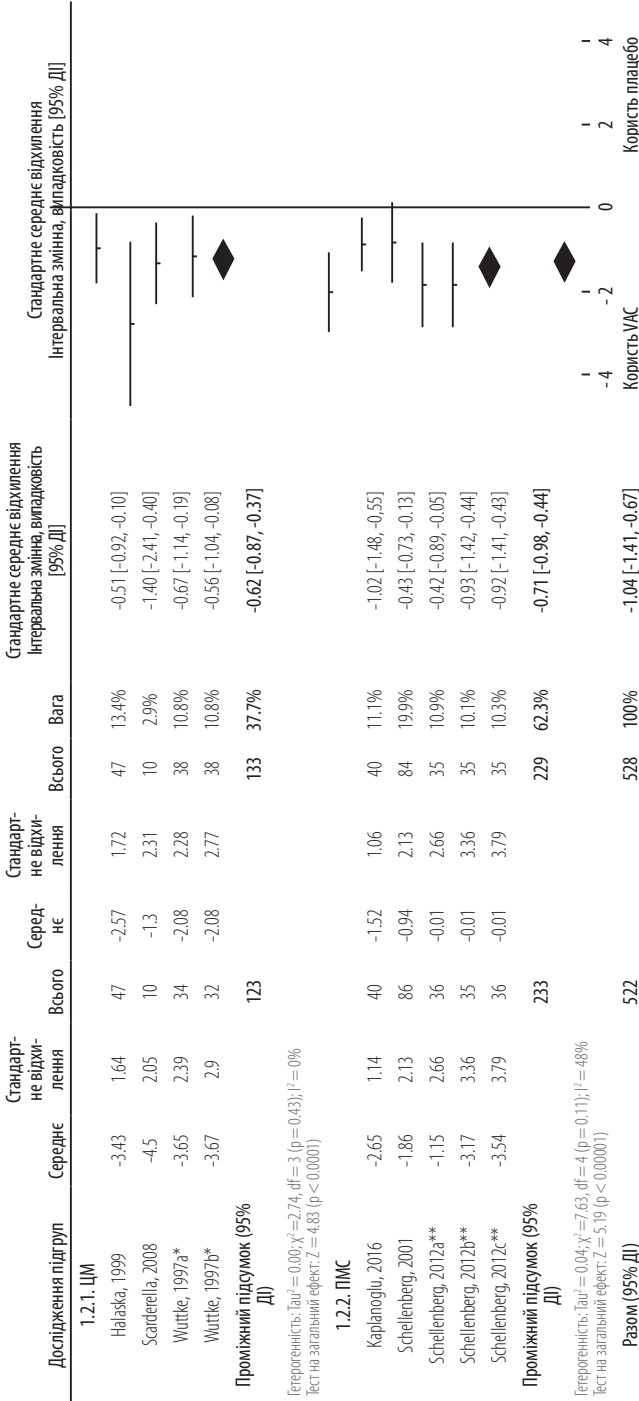 Дослідження підгруп Середнє Стандарт-не відхи-лення Всього Серед-нє Стандарт-не відхи-лення Всього Вага Стандартне середнє відхилення Інтервальна змінна, випадковість [95% ДІ] Стандартне середнє відхилення Інтервальна змінна, випадковість [95% ДІ]
1.2.1. ЦМ
Halaska, 1999 -3.43 1.64 47 -2.57 1.72 47 13.4% -0.51 [-0.92, -0.10]
Scarderella, 2008 -4.5 2.05 10 -1.3 2.31 10 2.9% -1.40 [-2.41, -0.40]
Wuttke, 1997a* -3.65 2.39 34 -2.08 2.28 38 10.8% -0.67 [-1.14, -0.19]
Wuttke, 1997b* -3.67 2.9 32 -2.08 2.77 38 10.8% -0.56 [-1.04, -0.08]
Проміжний підсумок (95% ДІ) 123 133 37.7% -0.62 [-0.87, -0.37]
Гетерогенність: Tau² = 0.00; χ² =2.74, df = 3 (p = 0.43); I² = 0%
Тест на загальний ефект: Z = 4.83 (p < 0.0001)
1.2.2. ПМС
Kaplanoglu, 2016 -2.65 1.14 40 -1.52 1.06 40 11.1% -1.02 [-1.48, -0,55]
Schellenberg, 2001 -1.86 2.13 86 -0.94 2.13 84 19.9% -0.43 [-0.73, -0.13]
Schellenberg, 2012a** -1.15 2.66 36 -0.01 2.66 35 10.9% -0.42 [-0.89, -0.05]
Schellenberg, 2012b** -3.17 3.36 35 -0.01 3.36 35 10.1% -0.93 [-1.42, -0.44]
Schellenberg, 2012c** -3.54 3.79 36 -0.01 3.79 35 10.3% -0.92 [-1.41, -0.43]
Проміжний підсумок (95% ДІ) 233 229 62.3% -0.71 [-0.98, -0.44]
Гетерогенність: Tau² = 0.04; χ² =7.63, df = 4 (p = 0.11); I² = 48%
Тест на загальний ефект: Z = 5.19 (p < 0.00001)
Разом (95% ДІ) 522 528 100% -1.04 [-1.41, -0.67]
-4 -2 0 2 4
Користь VAC Користь плацебо